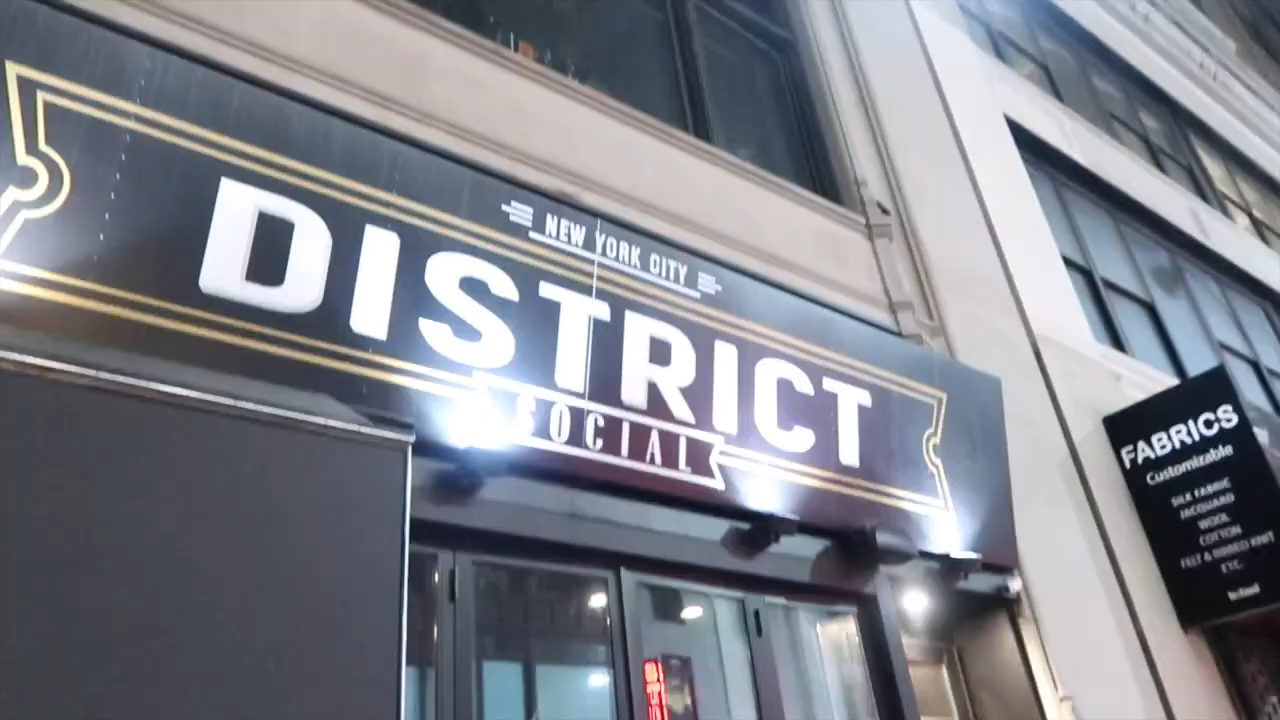 NEW YORK CITY
DISTRICT
SOCIAL
FABRICS
Customizable
SILK FABRIC
JACQUARD
WOOL
COTTON
FELT & RIBBED KNIT
ETC.